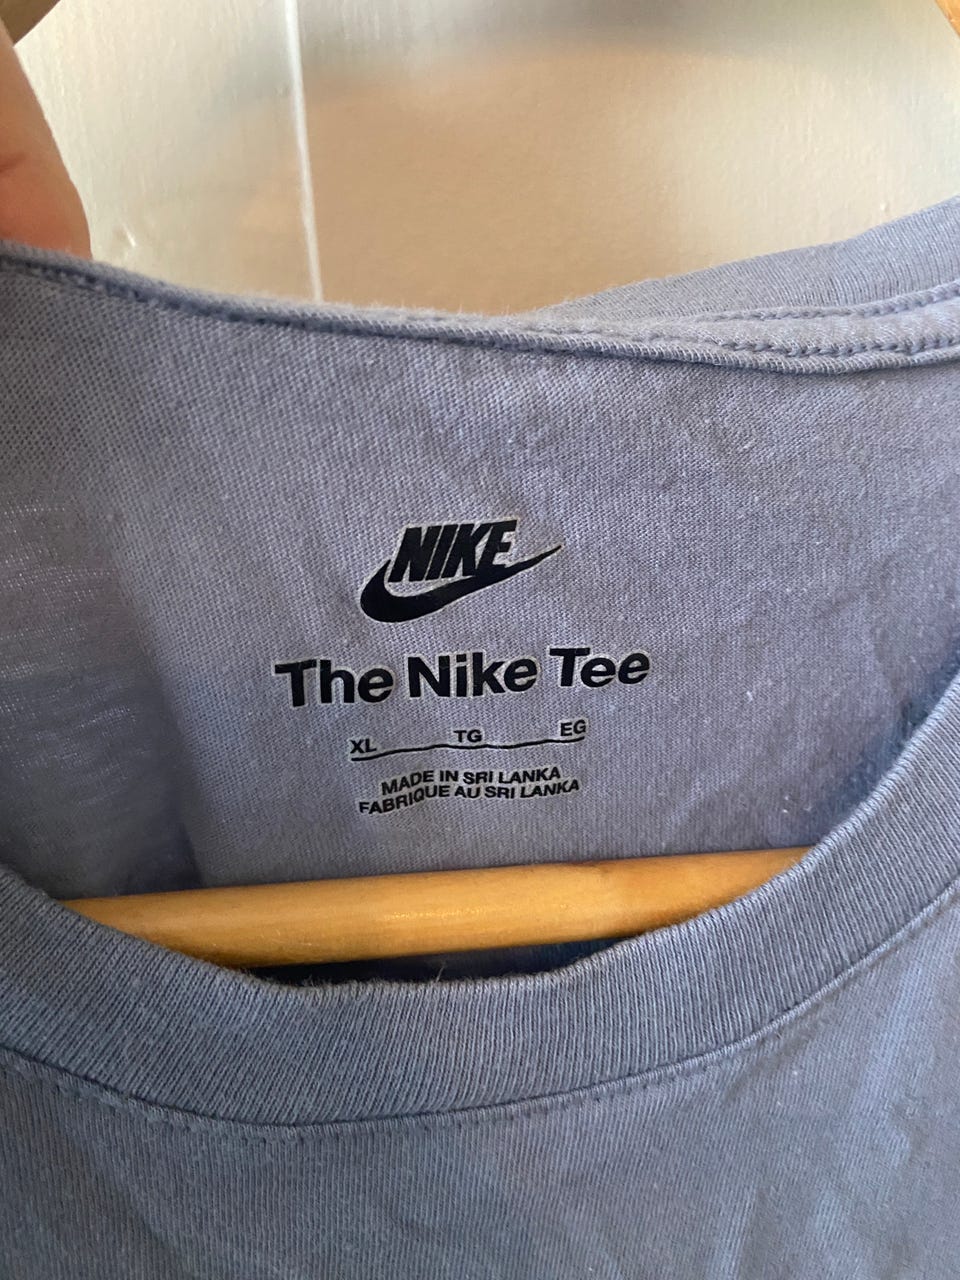 NIKE
The Nike Tee
XL TG EG
MADE IN SRI LANKA
FABRIQUE AU SRI LANKA